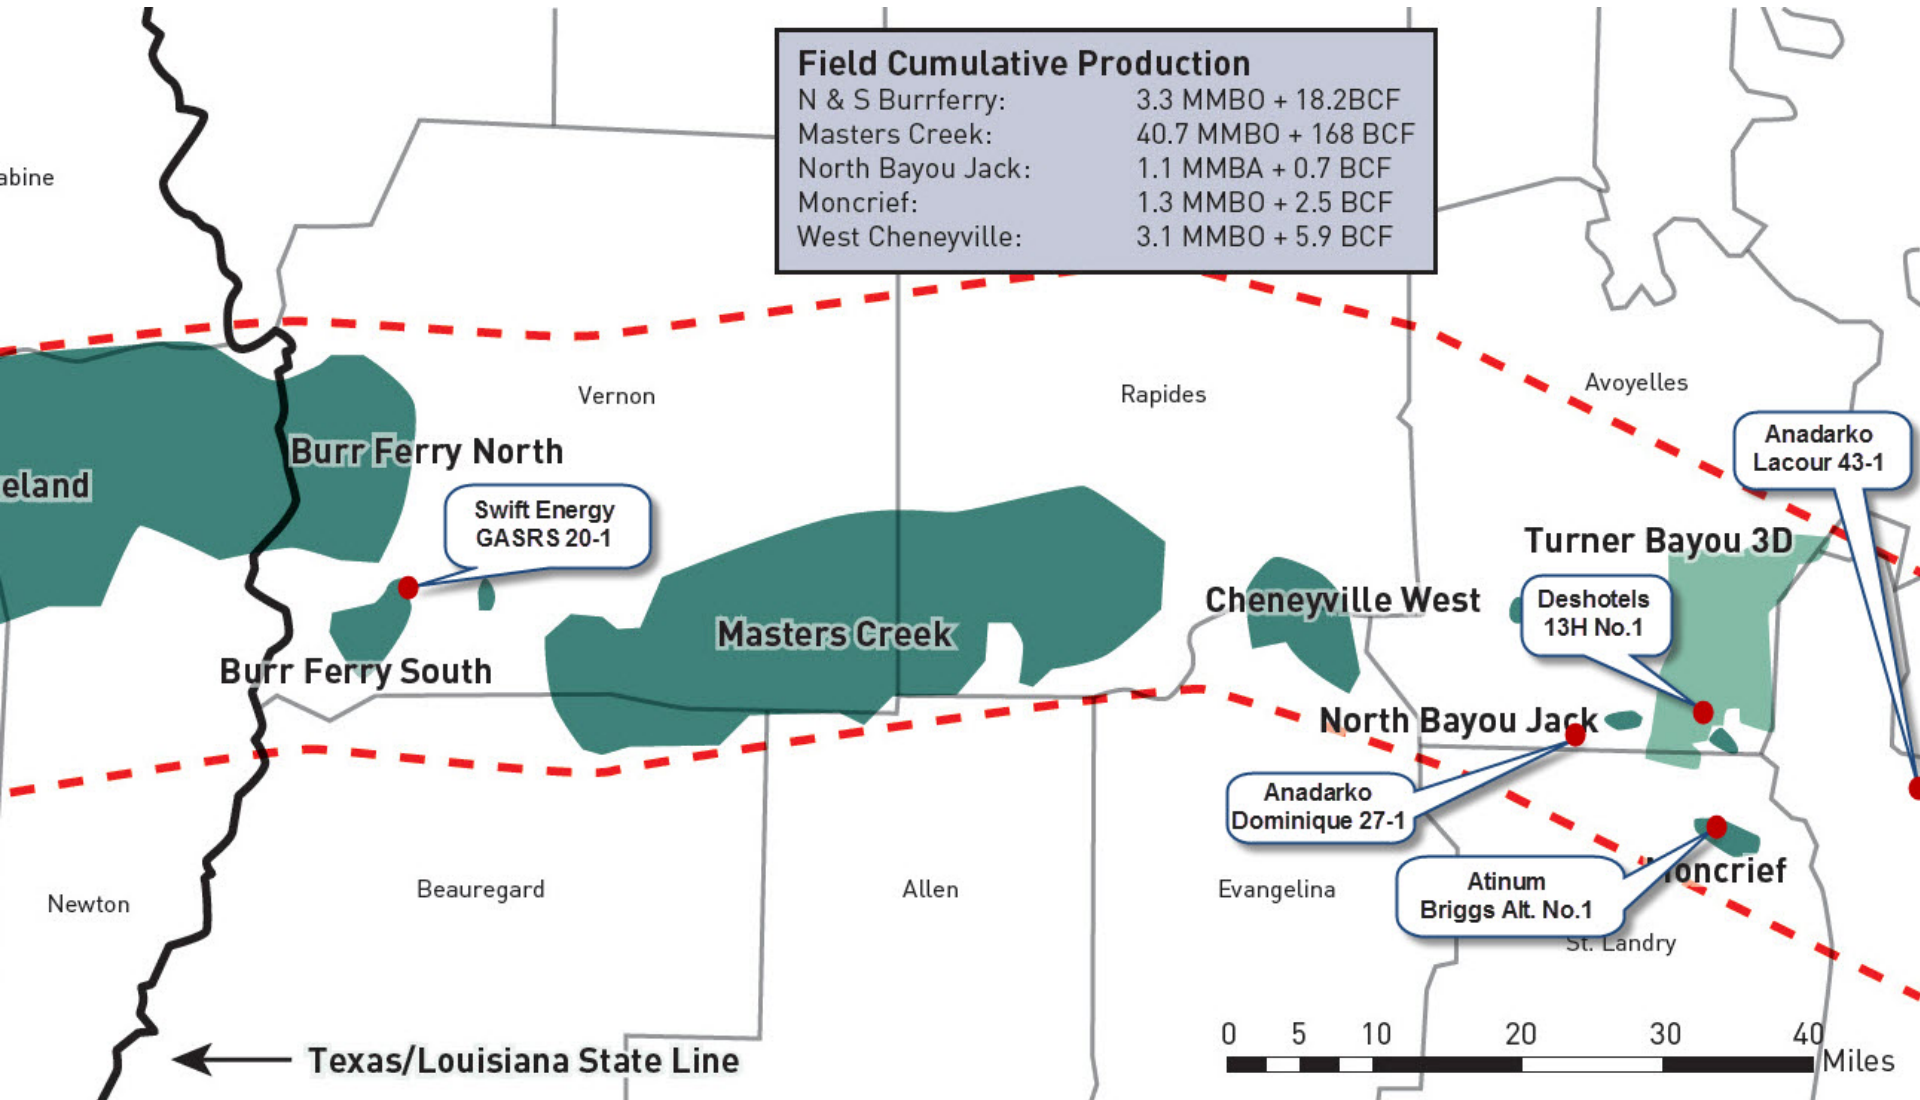 Field Cumulative Production
N & S Burrferry: 3.3 MMBO + 18.2BCF
Masters Creek: 40.7 MMBO + 168 BCF
North Bayou Jack: 1.1 MMBA + 0.7 BCF
Moncrief: 1.3 MMBO + 2.5 BCF
West Cheneyville: 3.1 MMBO + 5.9 BCF
abine
Vernon
Rapides
Avoyelles
Burr Ferry North
eland
Anadarko
Lacour 43-1
Swift Energy
GASRS 20-1
Turner Bayou 3D
Cheneyville West
Deshotels
13H No.1
Masters Creek
Burr Ferry South
North Bayou Jack
Anadarko
Dominique 27-1
Atinum
Briggs Alt. No.1
oncrief
Newton
Beauregard
Allen
Evangelina
St. Landry
Texas/Louisiana State Line
0 5 10 20 30 40
Miles